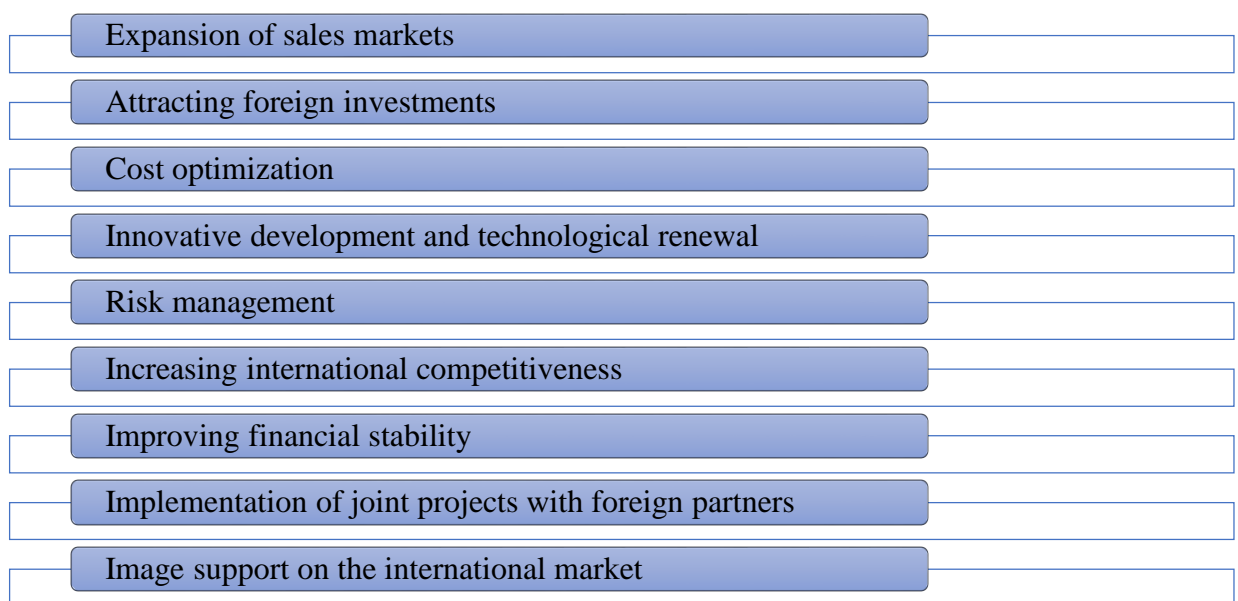 Expansion of sales markets
Attracting foreign investments
Cost optimization
Innovative development and technological renewal
Risk management
Increasing international competitiveness
Improving financial stability
Implementation of joint projects with foreign partners
Image support on the international market